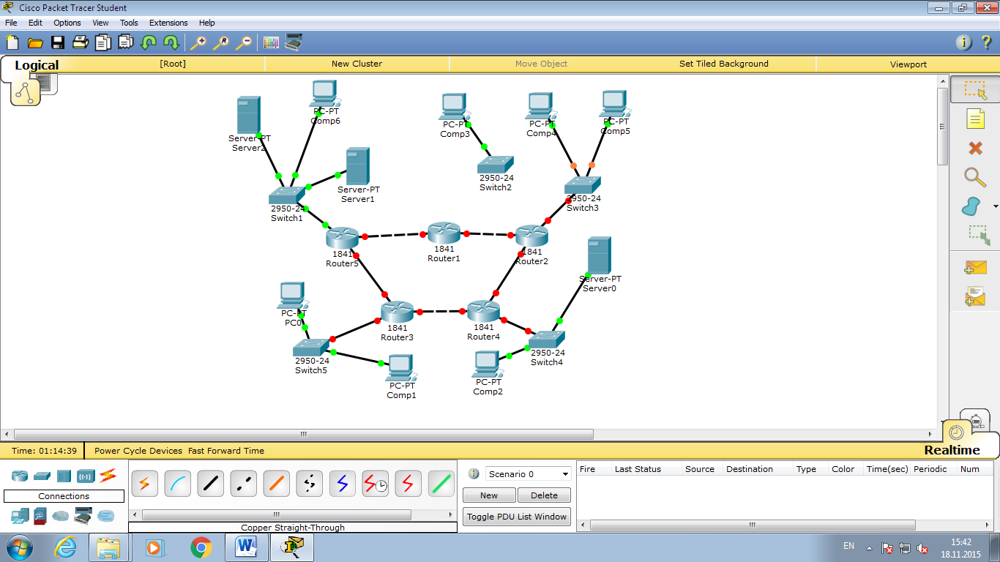 Cisco Packet Tracer Student
File Edit Options View Tools Extensions Help
Logical [Root] New Cluster Move Object Set Tiled Background Viewport
PC-PT
Comp6
Server-PT
Server2
Server-PT
Server1
2950-24
Switch1
PC-PT
Comp3
2950-24
Switch2
PC-PT
Comp4
PC-PT
Comp5
2950-24
Switch3
1841
Router5
1841
Router1
1841
Router2
Server-PT
Server0
PC-PT
PC0
1841
Router3
1841
Router4
2950-24
Switch5
2950-24
Switch4
PC-PT
Comp1
PC-PT
Comp2
Time: 01:14:39 Power Cycle Devices Fast Forward Time Realtime
Connections
Copper Straight-Through
Scenario 0
New Delete
Toggle PDU List Window
Fire Last Status Source Destination Type Color Time(sec) Periodic Num
EN
15:42
18.11.2015